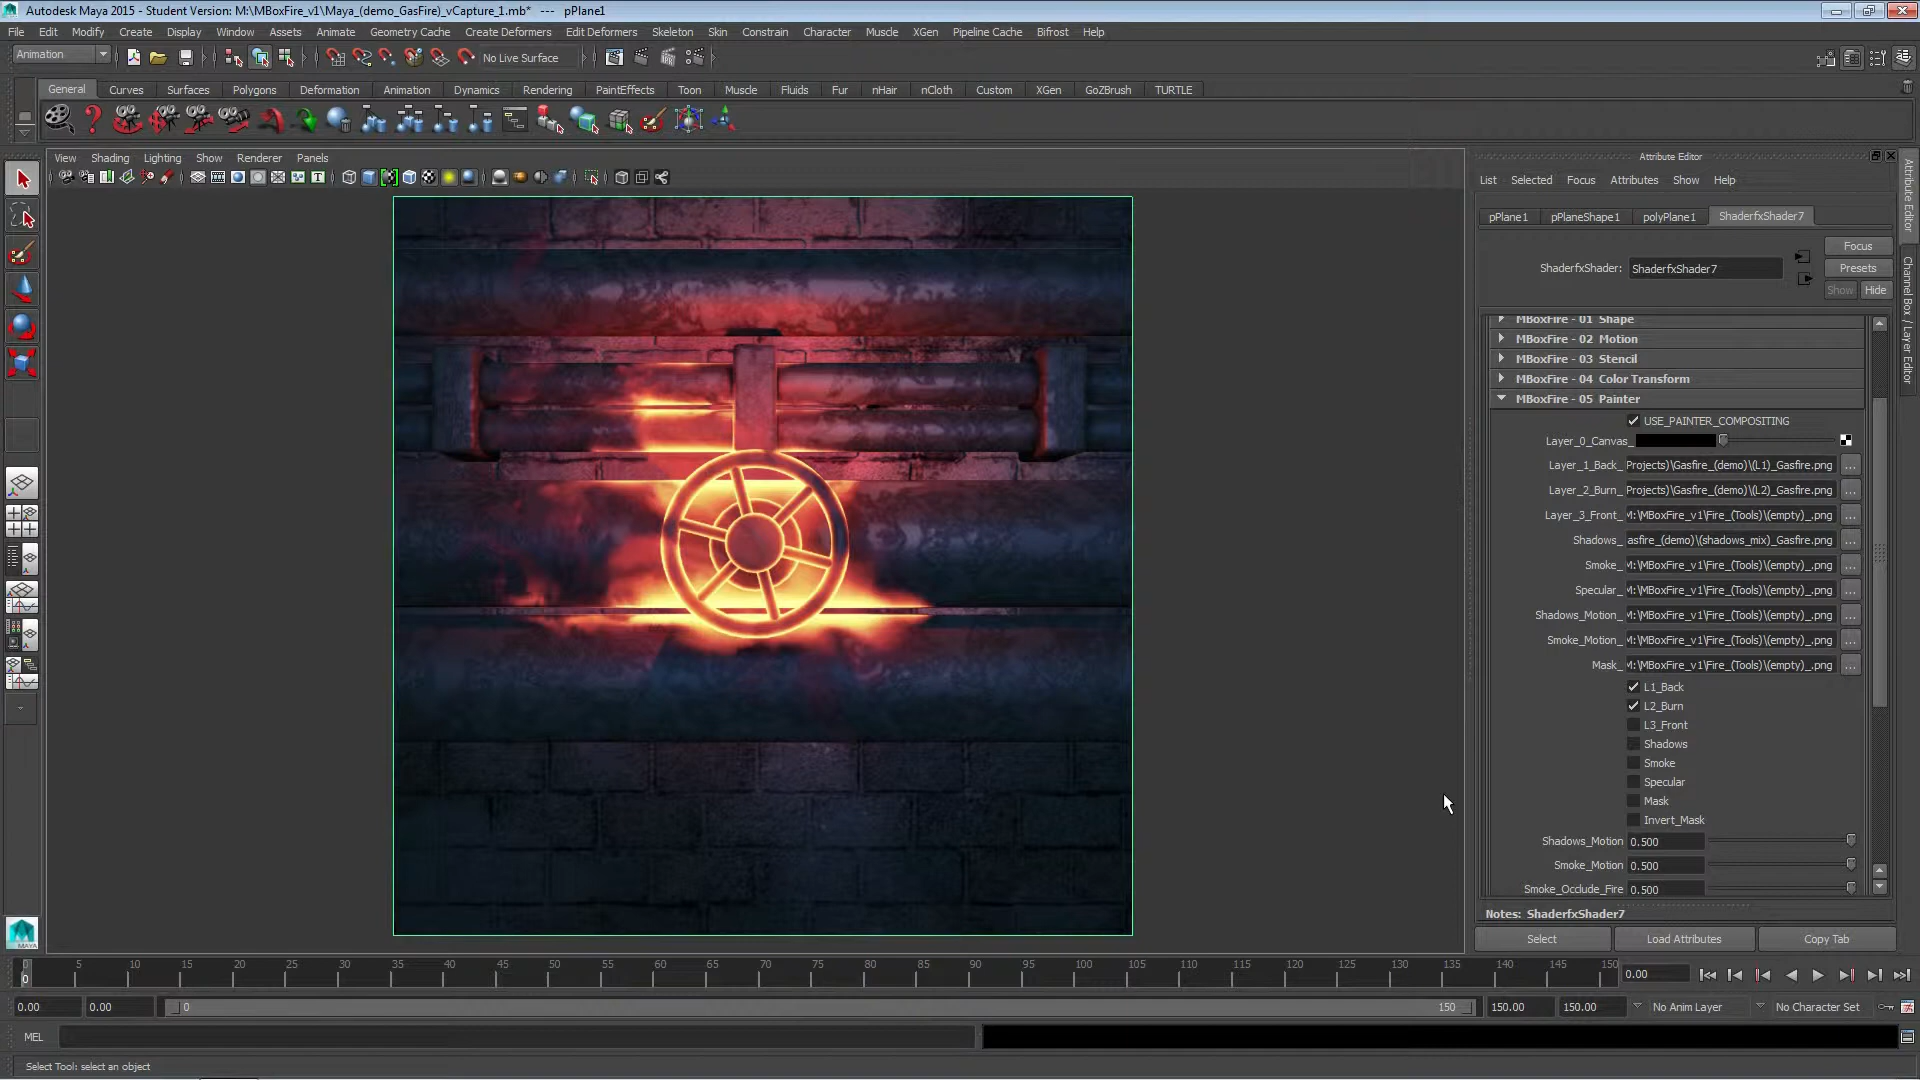 Autodesk Maya 2015 - Student Version: M:\MBoxFire_v1\Maya_(demo_GasFire)_vCapture_1.mb*   ---   pPlane1
File Edit Modify Create Display Window Assets Animate Geometry Cache Create Deformers Edit Deformers Skeleton Skin Constrain Character Muscle XGen Pipeline Cache Bifrost Help
Animation No Live Surface
General Curves Surfaces Polygons Deformation Animation Dynamics Rendering PaintEffects Toon Muscle Fluids Fur nHair nCloth Custom XGen GoZBrush TURTLE
View Shading Lighting Show Renderer Panels
Attribute Editor
List Selected Focus Attributes Show Help
pPlane1 pPlaneShape1 polyPlane1 ShaderfxShader7
Focus
ShaderfxShader: ShaderfxShader7 Presets
Show Hide
MBoxFire - 01 Shape
MBoxFire - 02 Motion
MBoxFire - 03 Stencil
MBoxFire - 04 Color Transform
MBoxFire - 05 Painter
USE_PAINTER_COMPOSITING
Layer_0_Canvas_
Layer_1_Back_ Projects)\Gasfire_(demo)\(L1)_Gasfire.png ...
Layer_2_Burn_ Projects)\Gasfire_(demo)\(L2)_Gasfire.png ...
Layer_3_Front_ M:\MBoxFire_v1\Fire_(Tools)\(empty)_.png ...
Shadows_ asfire_(demo)\(shadows_mix)_Gasfire.png ...
Smoke_ M:\MBoxFire_v1\Fire_(Tools)\(empty)_.png ...
Specular_ M:\MBoxFire_v1\Fire_(Tools)\(empty)_.png ...
Shadows_Motion_ M:\MBoxFire_v1\Fire_(Tools)\(empty)_.png ...
Smoke_Motion_ M:\MBoxFire_v1\Fire_(Tools)\(empty)_.png ...
Mask_ M:\MBoxFire_v1\Fire_(Tools)\(empty)_.png ...
L1_Back
L2_Burn
L3_Front
Shadows
Smoke
Specular
Mask
Invert_Mask
Shadows_Motion 0.500
Smoke_Motion 0.500
Smoke_Occlude_Fire 0.500
Notes: ShaderfxShader7
Select Load Attributes Copy Tab
MAYA
Attribute Editor
Channel Box / Layer Editor
0 5 10 15 20 25 30 35 40 45 50 55 60 65 70 75 80 85 90 95 100 105 110 115 120 125 130 135 140 145 150 0.00
0.00 0.00 0 150 150.00 150.00 No Anim Layer No Character Set
MEL
Select Tool: select an object